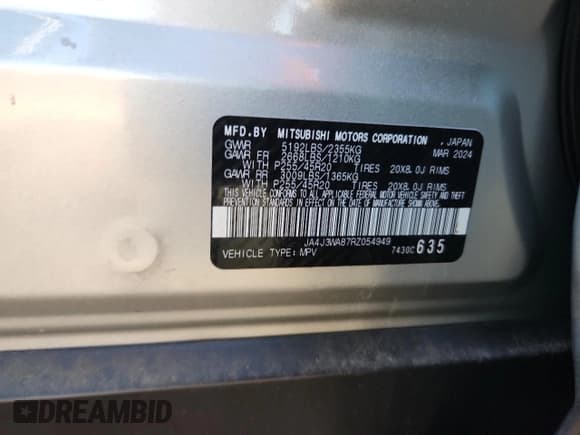 MFD.BY MITSUBISHI MOTORS CORPORATION , JAPAN
GVWR 5192LBS/2355KG MAR 2024
GAWR FR 2668LBS/1210KG
WITH P255/45R20 TIRES 20X8.0J RIMS
GAWR RR 3009LBS/1365KG
WITH P255/45R20 TIRES 20X8.0J RIMS
THIS VEHICLE CONFORMS TO ALL APPLICABLE FEDERAL MOTOR VEHICLE SAFETY AND THEFT
PREVENTION STANDARDS IN EFFECT ON THE DATE OF MANUFACTURE SHOWN ABOVE.
JA4J3WA87RZ054949
VEHICLE TYPE: MPV 7430C 635
DREAMBID